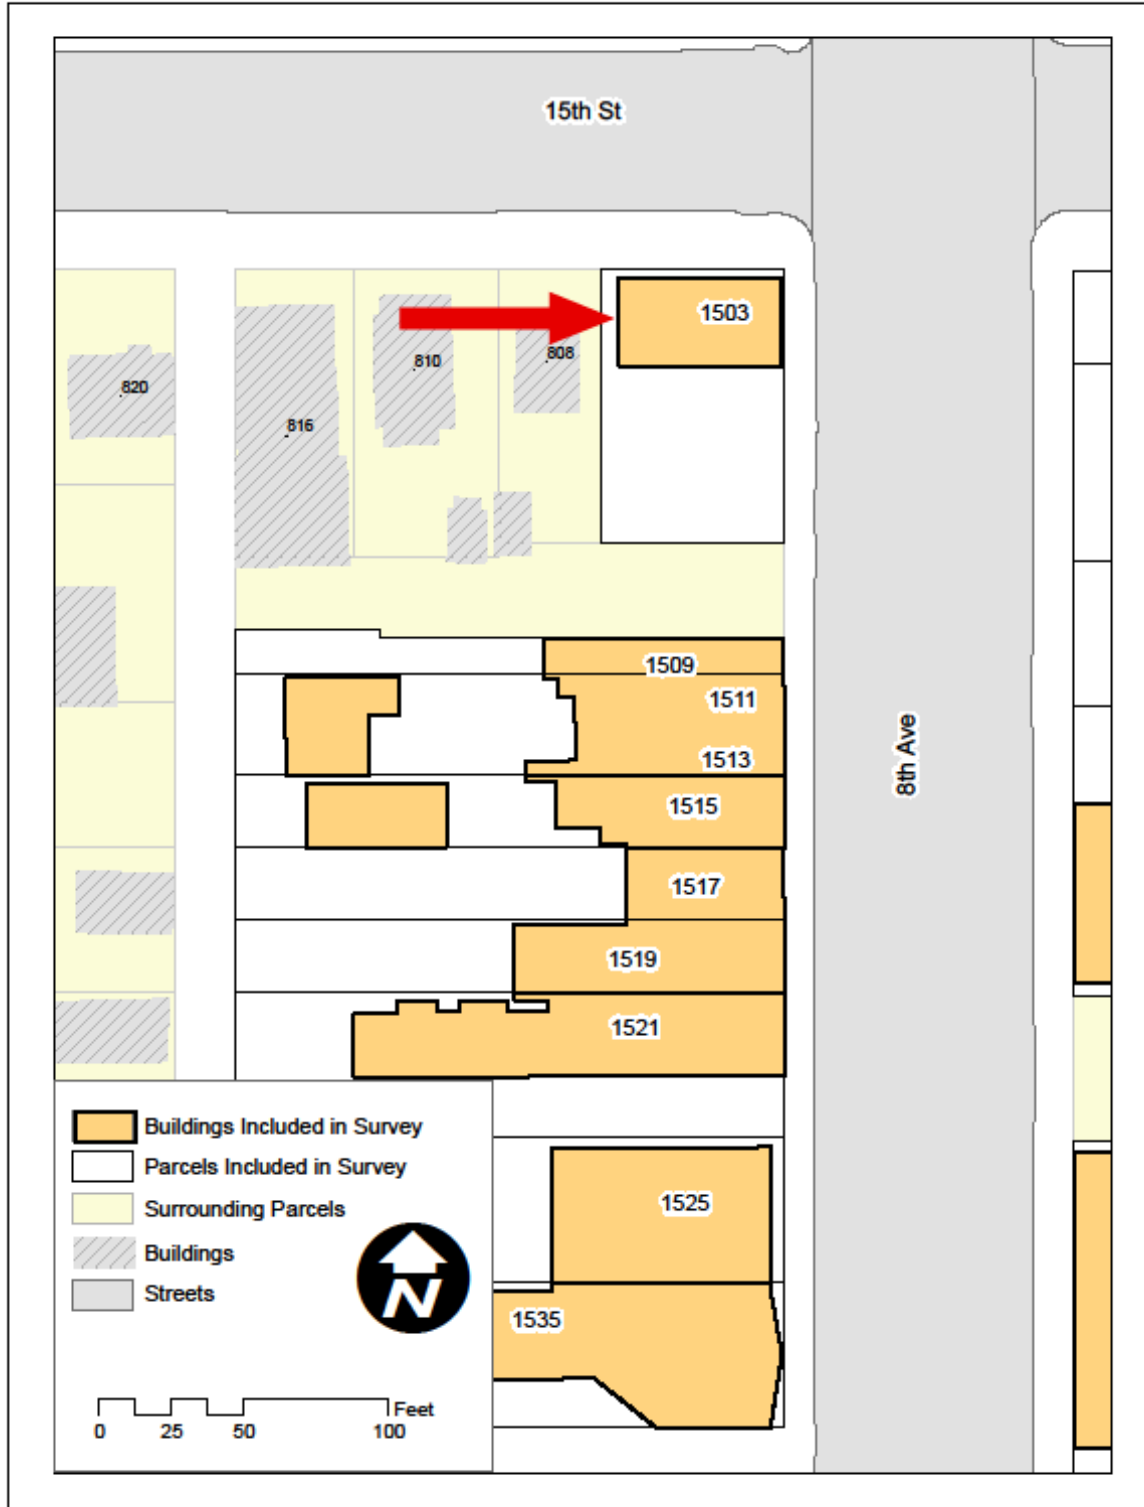 15th St
1503
810
808
820
816
1509
1511
8th Ave
1513
1515
1517
1519
1521
Buildings Included in Survey
Parcels Included in Survey
Surrounding Parcels
Buildings
Streets
N
1525
1535
Feet
0 25 50 100